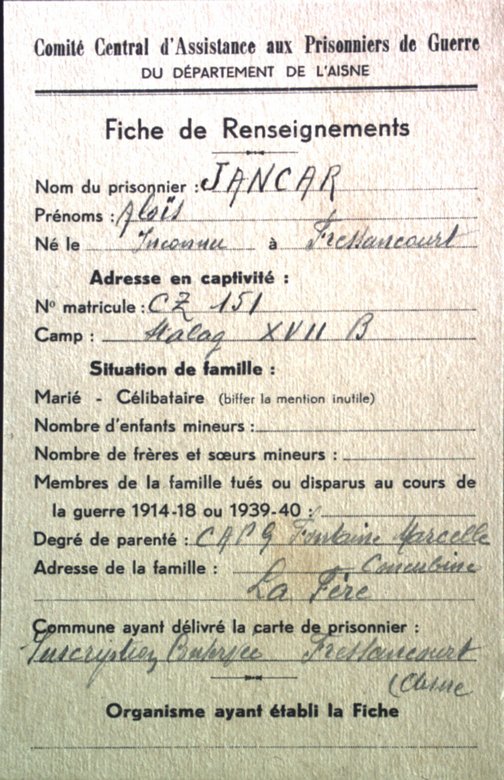 Comité Central d'Assistance aux Prisonniers de Guerre
DU DÉPARTEMENT DE L'AISNE
Fiche de Renseignements
Nom du prisonnier : JANCAR
Prénoms : Aloïs
Né le Inconnu à Fressancourt
Adresse en captivité :
No matricule : CZ 151
Camp : Stalag XVII B
Situation de famille :
Marié - Célibataire (biffer la mention inutile)
Nombre d'enfants mineurs :
Nombre de frères et sœurs mineurs :
Membres de la famille tués ou disparus au cours de
la guerre 1914-18 ou 1939-40 :
Degré de parenté : CAPG Fontaine Marcelle
Adresse de la famille : Concubine
La Fère
Commune ayant délivré la carte de prisonnier :
Inscription Fressancourt
(Aisne
Organisme ayant établi la Fiche